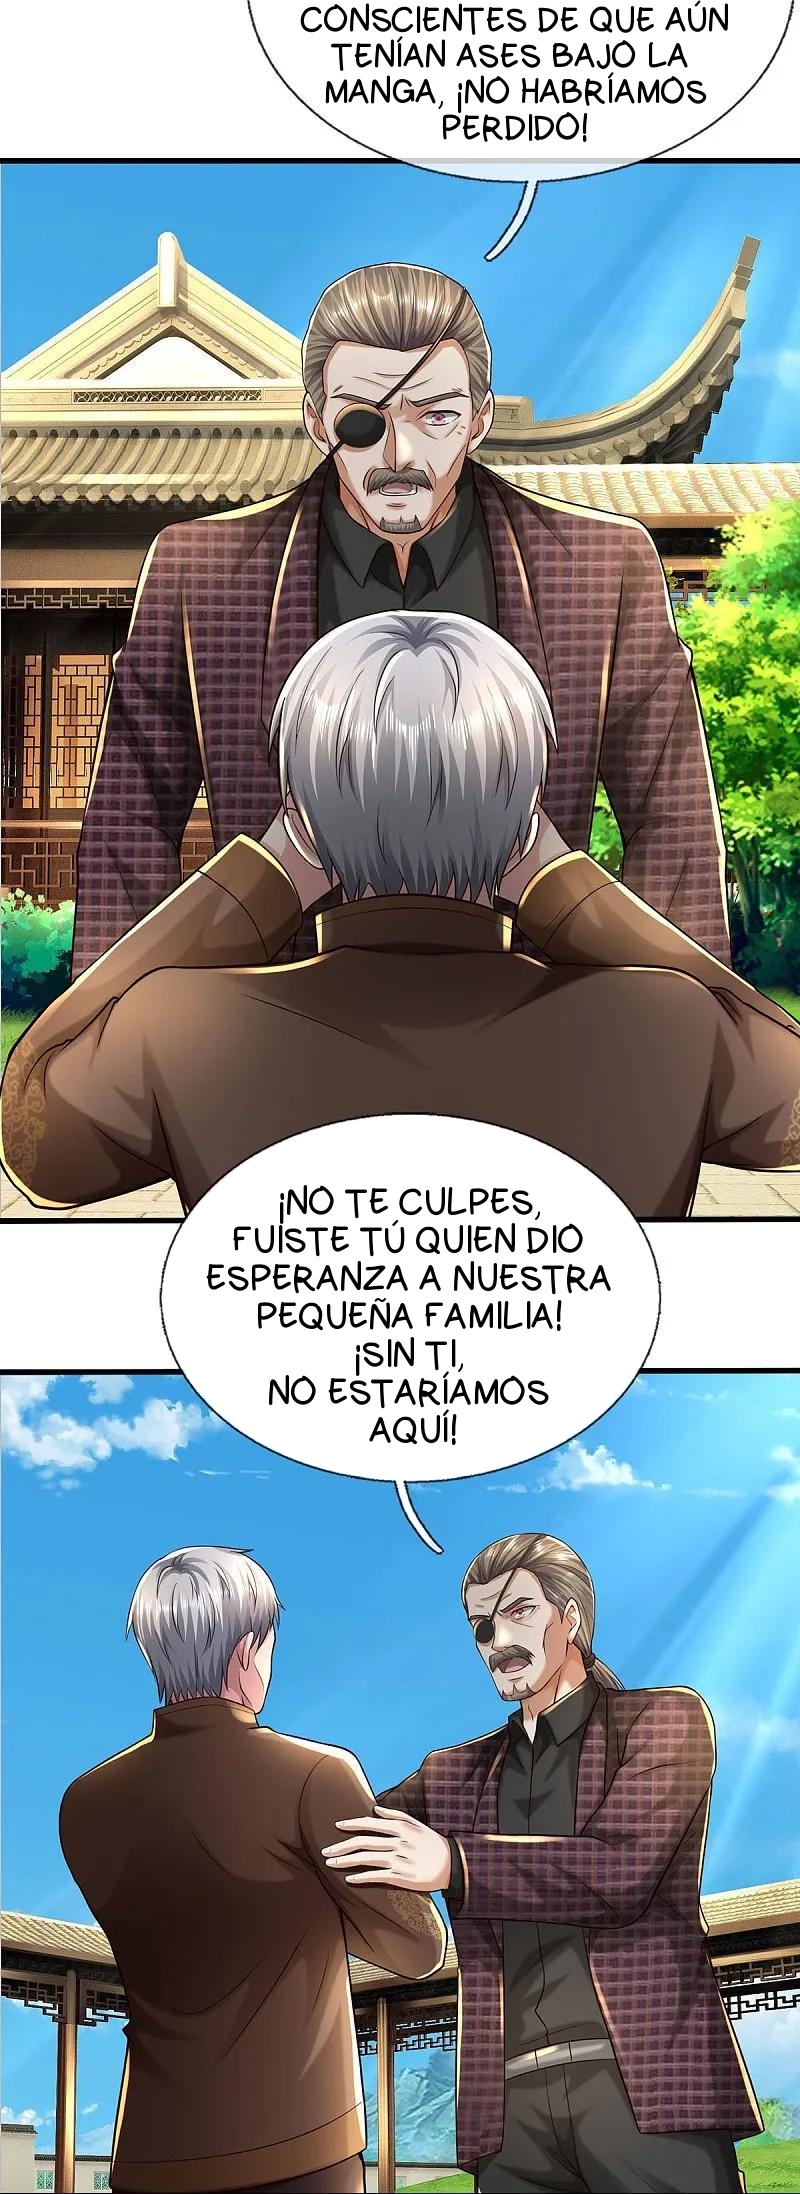 CONSCIENTES DE QUE AÚN
TENÍAN ASES BAJO LA
MANGA, ¡NO HABRÍAMOS
PERDIDO!
¡NO TE CULPES,
FUISTE TÚ QUIEN DIO
ESPERANZA A NUESTRA
PEQUEÑA FAMILIA!
¡SIN TI,
NO ESTARÍAMOS
AQUÍ!